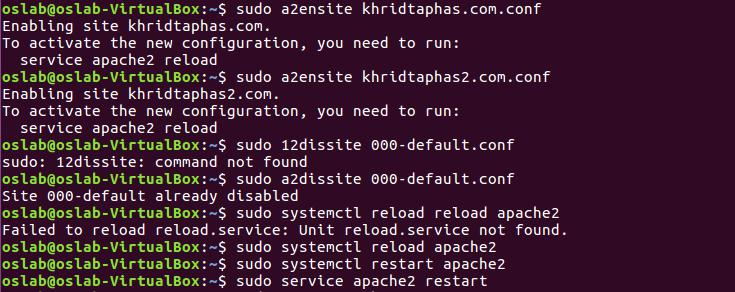 oslab@oslab-VirtualBox:~$ sudo a2ensite khridtaphas.com.conf
Enabling site khridtaphas.com.
To activate the new configuration, you need to run:
  service apache2 reload
oslab@oslab-VirtualBox:~$ sudo a2ensite khridtaphas2.com.conf
Enabling site khridtaphas2.com.
To activate the new configuration, you need to run:
  service apache2 reload
oslab@oslab-VirtualBox:~$ sudo 12dissite 000-default.conf
sudo: 12dissite: command not found
oslab@oslab-VirtualBox:~$ sudo a2dissite 000-default.conf
Site 000-default already disabled
oslab@oslab-VirtualBox:~$ sudo systemctl reload reload apache2
Failed to reload reload.service: Unit reload.service not found.
oslab@oslab-VirtualBox:~$ sudo systemctl reload apache2
oslab@oslab-VirtualBox:~$ sudo systemctl restart apache2
oslab@oslab-VirtualBox:~$ sudo service apache2 restart